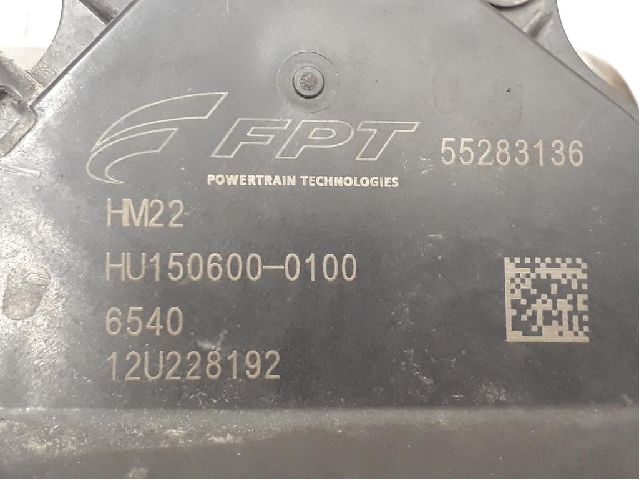 FPT 55283136
POWERTRAIN TECHNOLOGIES
HM22
HU150600-0100
6540
12U228192